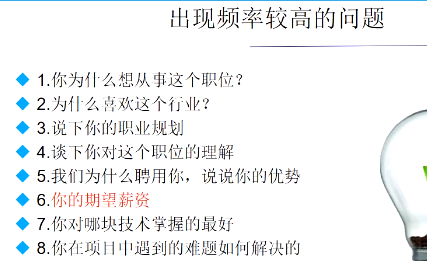 出现频率较高的问题
1.你为什么想从事这个职位?
2.为什么喜欢这个行业?
3.说下你的职业规划
4.谈下你对这个职位的理解
5.我们为什么聘用你，说说你的优势
6.你的期望薪资
7.你对哪块技术掌握的最好
8.你在项目中遇到的难题如何解决的